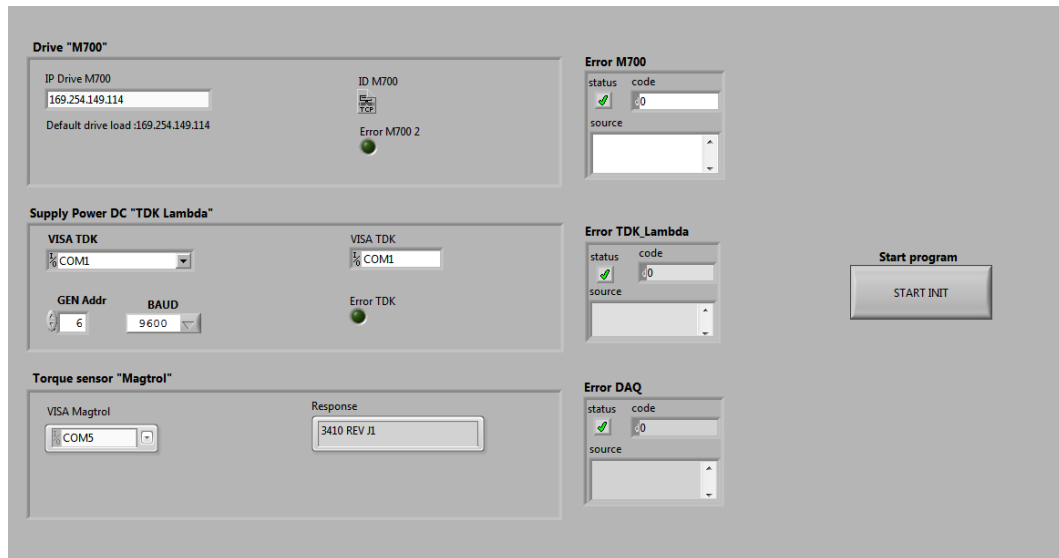 Drive "M700"
IP Drive M700
169.254.149.114
Default drive load :169.254.149.114
ID M700
TCP
Error M700 2
Error M700
status code
0
source
Supply Power DC "TDK Lambda"
VISA TDK
COM1
GEN Addr
6
BAUD
9600
VISA TDK
COM1
Error TDK
Error TDK_Lambda
status code
0
source
Start program
START INIT
Torque sensor "Magtrol"
VISA Magtrol
COM5
Response
3410 REV J1
Error DAQ
status code
0
source